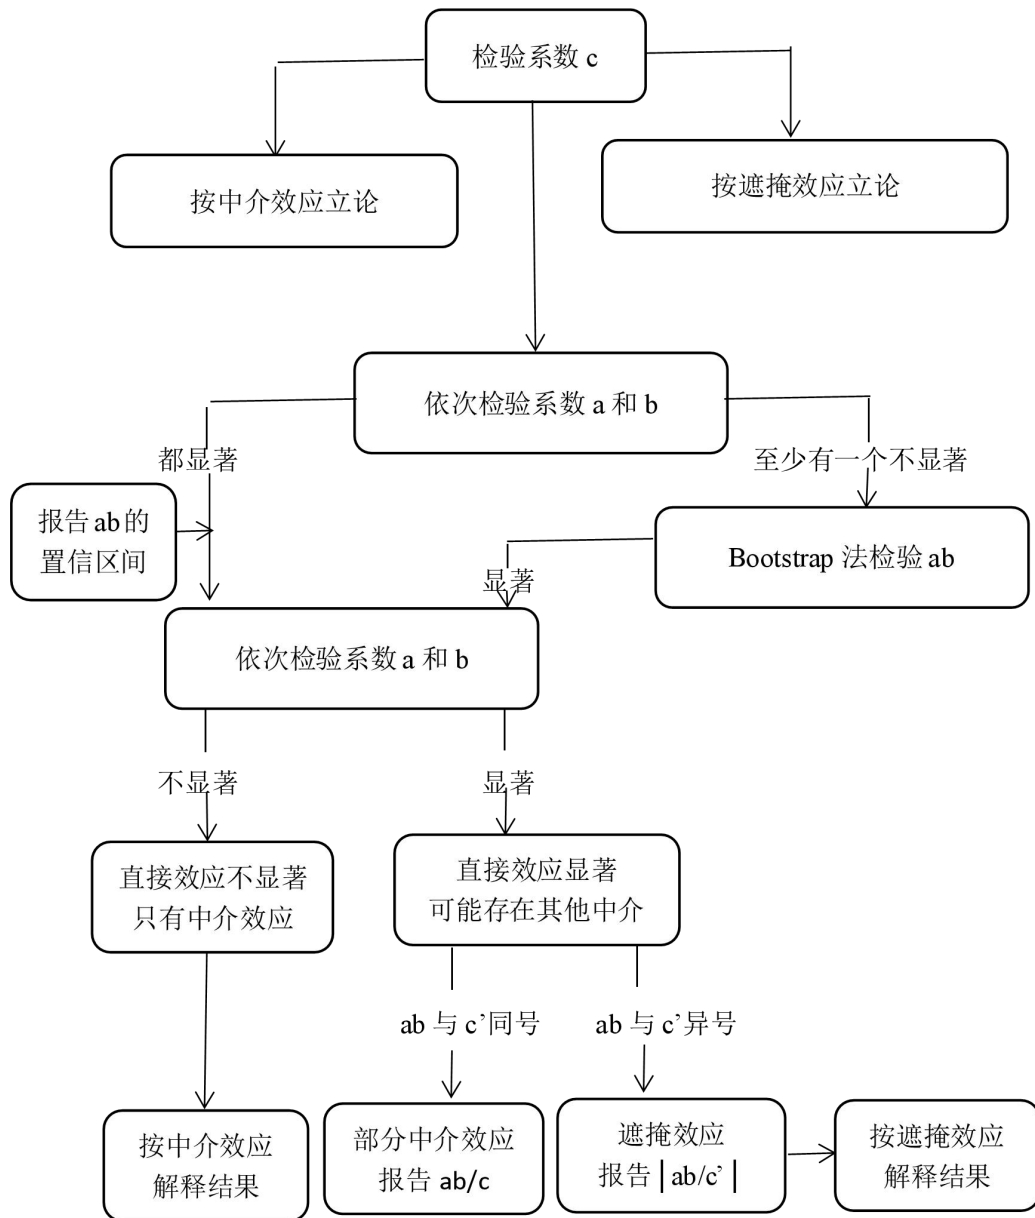 检验系数 c
按中介效应立论
按遮掩效应立论
依次检验系数 a 和 b
都显著
至少有一个不显著
报告 ab 的
置信区间
Bootstrap 法检验 ab
显著
依次检验系数 a 和 b
不显著
显著
直接效应不显著
只有中介效应
直接效应显著
可能存在其他中介
ab 与 c’同号
ab 与 c’异号
按中介效应
解释结果
部分中介效应
报告 ab/c
遮掩效应
报告│ab/c’│
按遮掩效应
解释结果